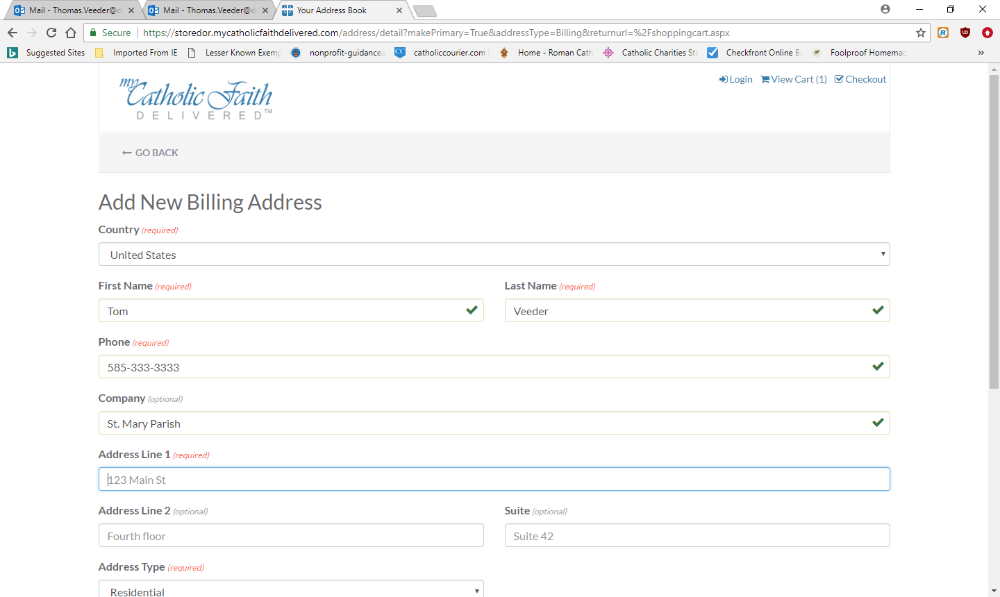 Mail - Thomas.Veeder@d
Mail - Thomas.Veeder@d
Your Address Book
Secure
https://storedor.mycatholicfaithdelivered.com/address/detail?makePrimary=True&addressType=Billing&returnurl=%2Fshoppingcart.aspx
Suggested Sites
Imported From IE
Lesser Known Exemp
nonprofit-guidance.
catholiccourier.com
Home - Roman Cath
Catholic Charities Ste
Checkfront Online Bo
Foolproof Homemac
»
my Catholic Faith
DELIVERED™
Login
View Cart (1)
Checkout
GO BACK
Add New Billing Address
Country (required)
United States
First Name (required)
Last Name (required)
Tom
Veeder
Phone (required)
585-333-3333
Company (optional)
St. Mary Parish
Address Line 1 (required)
123 Main St
Address Line 2 (optional)
Suite (optional)
Fourth floor
Suite 42
Address Type (required)
Residential